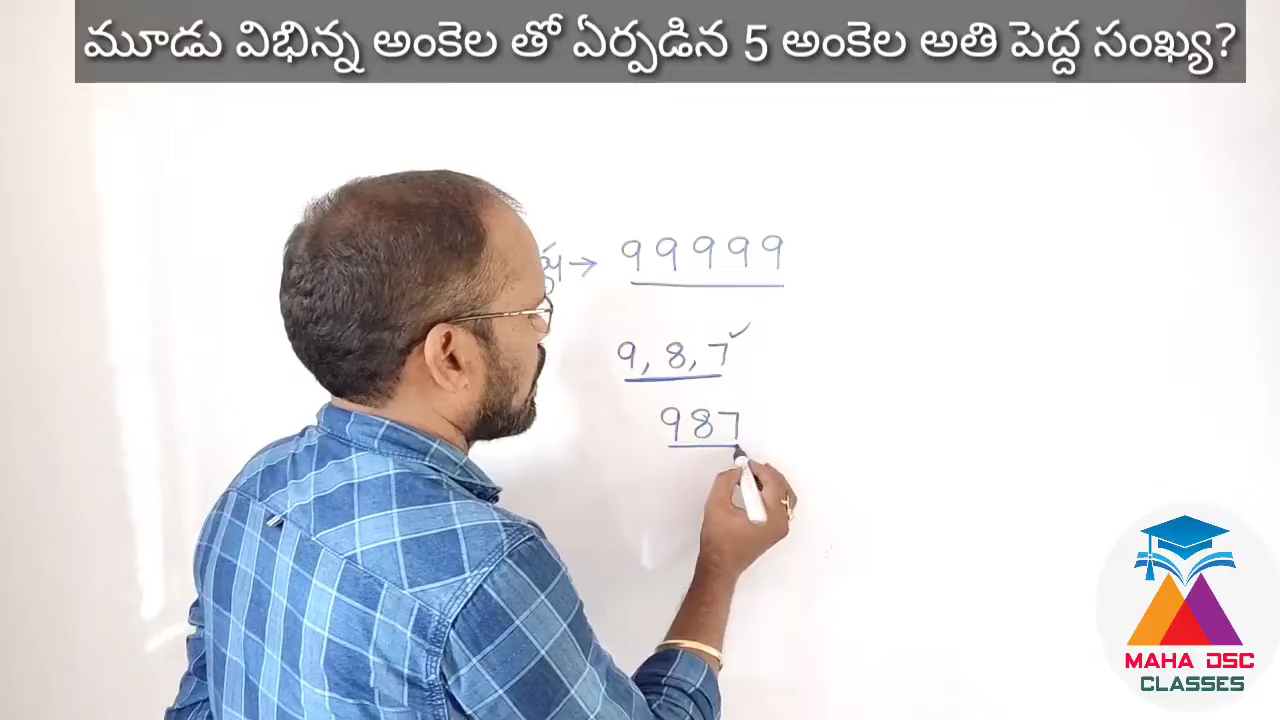 మూడు విభిన్న అంకెల తో ఏర్పడిన 5 అంకెల అతి పెద్ద సంఖ్య?
→ 99999
9, 8, 7 ✓
987
MAHA DSC
CLASSES